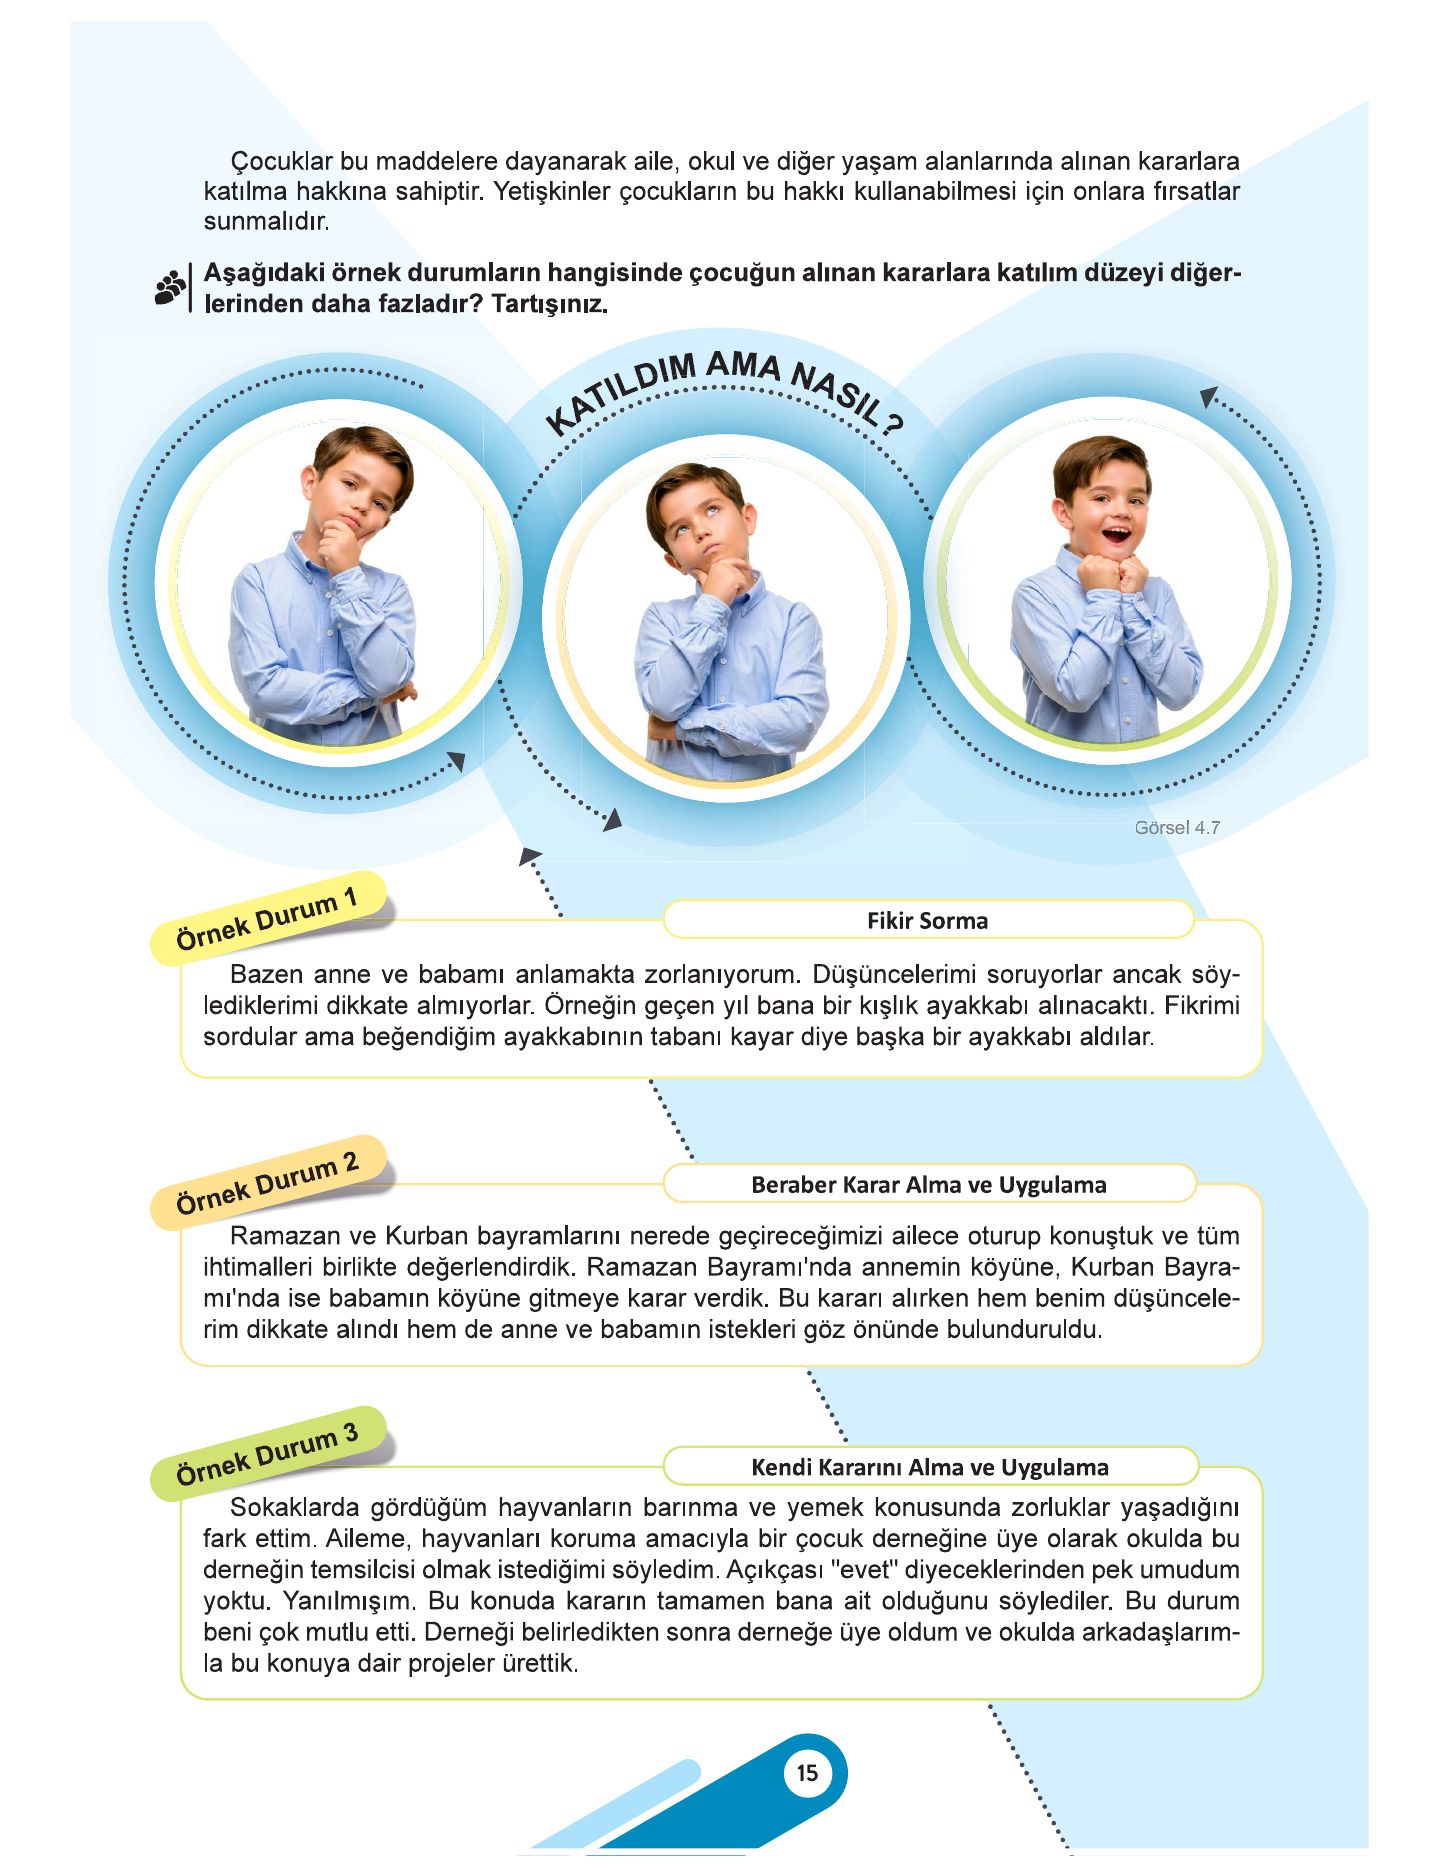 Çocuklar bu maddelere dayanarak aile, okul ve diğer yaşam alanlarında alınan kararlara
katılma hakkına sahiptir. Yetişkinler çocukların bu hakkı kullanabilmesi için onlara fırsatlar
sunmalıdır.
Aşağıdaki örnek durumların hangisinde çocuğun alınan kararlara katılım düzeyi diğer-
lerinden daha fazladır? Tartışınız.
KATILDIM AMA NASIL?
Görsel 4.7
Örnek Durum 1
Fikir Sorma
Bazen anne ve babamı anlamakta zorlanıyorum. Düşüncelerimi soruyorlar ancak söy-
lediklerimi dikkate almıyorlar. Örneğin geçen yıl bana bir kışlık ayakkabı alınacaktı. Fikrimi
sordular ama beğendiğim ayakkabının tabanı kayar diye başka bir ayakkabı aldılar.
Örnek Durum 2
Beraber Karar Alma ve Uygulama
Ramazan ve Kurban bayramlarını nerede geçireceğimizi ailece oturup konuştuk ve tüm
ihtimalleri birlikte değerlendirdik. Ramazan Bayramı'nda annemin köyüne, Kurban Bayra-
mı'nda ise babamın köyüne gitmeye karar verdik. Bu kararı alırken hem benim düşüncele-
rim dikkate alındı hem de anne ve babamın istekleri göz önünde bulunduruldu.
Örnek Durum 3
Kendi Kararını Alma ve Uygulama
Sokaklarda gördüğüm hayvanların barınma ve yemek konusunda zorluklar yaşadığını
fark ettim. Aileme, hayvanları koruma amacıyla bir çocuk derneğine üye olarak okulda bu
derneğin temsilcisi olmak istediğimi söyledim. Açıkçası "evet" diyeceklerinden pek umudum
yoktu. Yanılmışım. Bu konuda kararın tamamen bana ait olduğunu söylediler. Bu durum
beni çok mutlu etti. Derneği belirledikten sonra derneğe üye oldum ve okulda arkadaşlarım-
la bu konuya dair projeler ürettik.
15